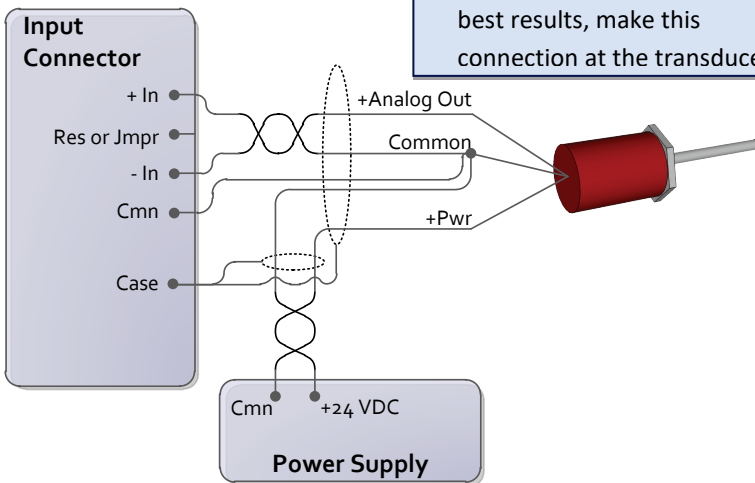 best results, make this
connection at the transduce
Input
Connector
+ In
Res or Jmpr
- In
Cmn
Case
+Analog Out
Common
+Pwr
Cmn
+24 VDC
Power Supply